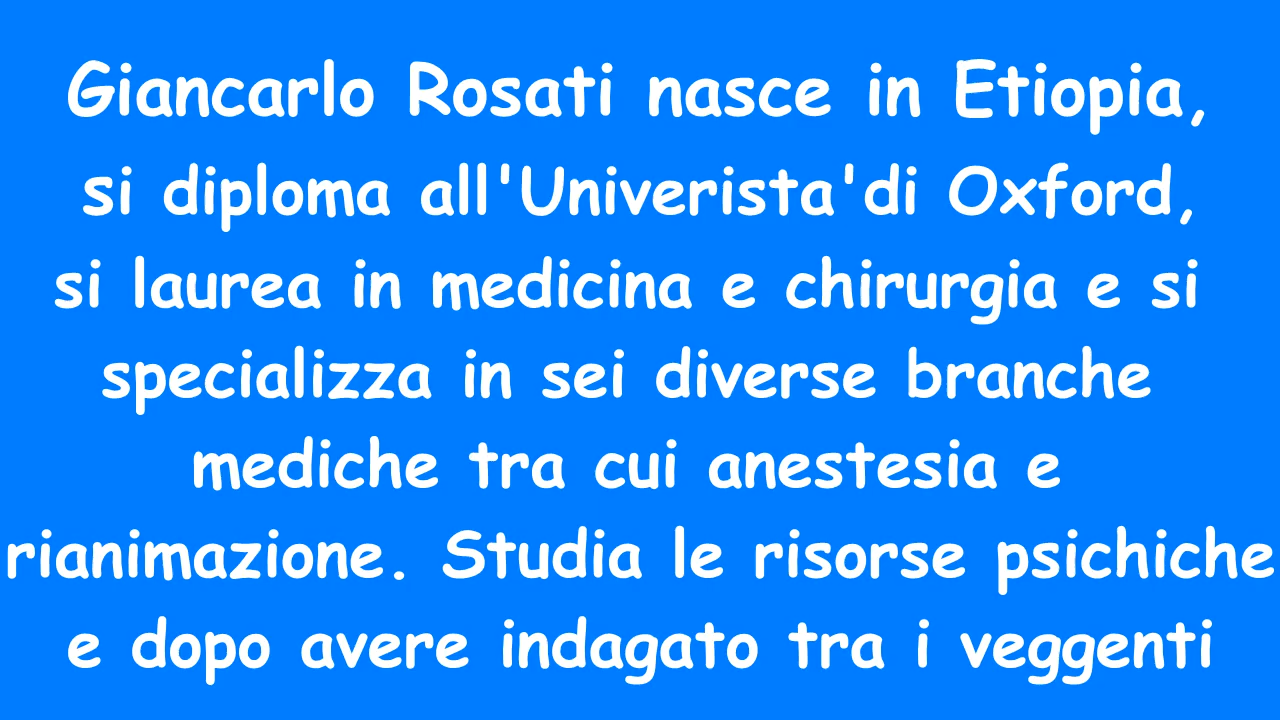 Giancarlo Rosati nasce in Etiopia,
si diploma all'Univerista'di Oxford,
si laurea in medicina e chirurgia e si
specializza in sei diverse branche
mediche tra cui anestesia e
rianimazione. Studia le risorse psichiche
e dopo avere indagato tra i veggenti